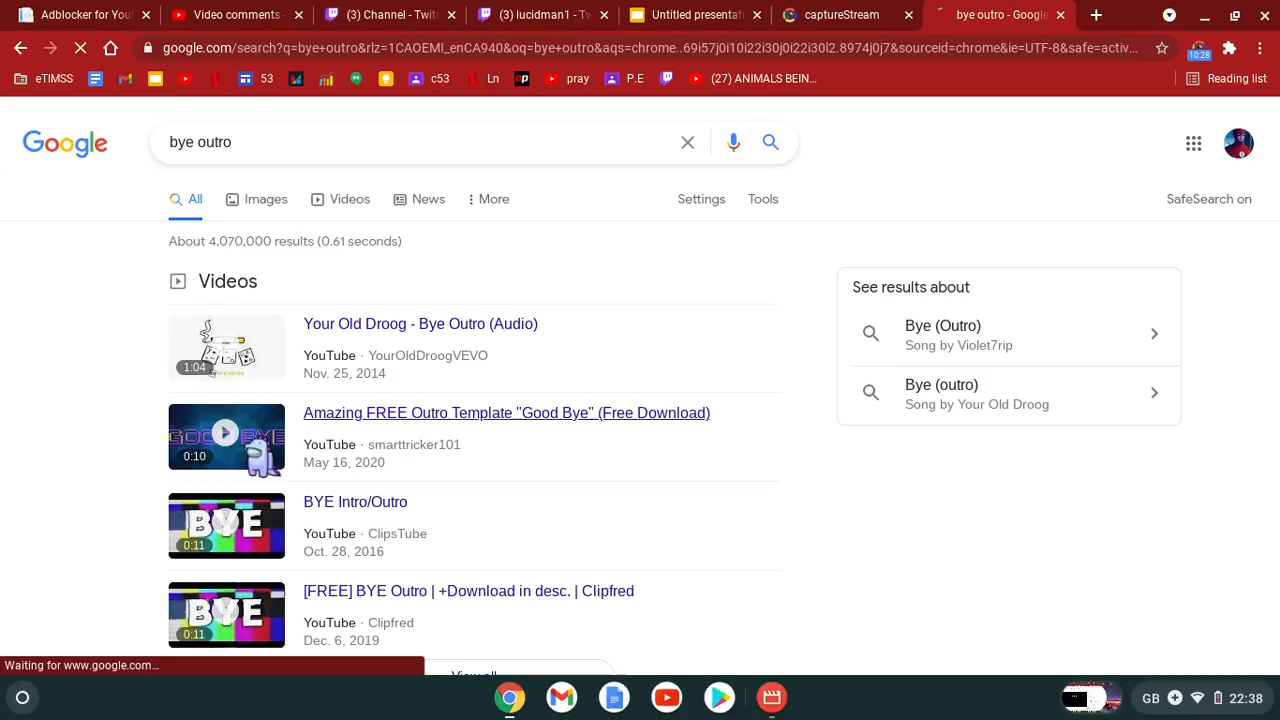 Adblocker for You
Video comments -
(3) Channel - Twit
(3) lucidman1 - Tw
Untitled presentat
captureStream
bye outro - Google
google.com/search?q=bye+outro&rlz=1CAOEMI_enCA940&oq=bye+outro&aqs=chrome..69i57j0i10i22i30j0i22i30l2.8974j0j7&sourceid=chrome&ie=UTF-8&safe=activ...
10:28
eTIMSS
53
c53
Ln
pray
P.E
(27) ANIMALS BEIN...
Reading list
Google
bye outro
All
Images
Videos
News
More
Settings
Tools
SafeSearch on
About 4,070,000 results (0.61 seconds)
Videos
See results about
Your Old Droog - Bye Outro (Audio)
YouTube · YourOldDroogVEVO
Nov. 25, 2014
1:04
Bye (Outro)
Song by Violet7rip
Bye (outro)
Song by Your Old Droog
Amazing FREE Outro Template "Good Bye" (Free Download)
YouTube · smarttricker101
May 16, 2020
GOOD BYE
0:10
BYE Intro/Outro
YouTube · ClipsTube
Oct. 28, 2016
BYE
0:11
[FREE] BYE Outro | +Download in desc. | Clipfred
YouTube · Clipfred
Dec. 6, 2019
BYE
0:11
Waiting for www.google.com...
View all
GB
22:38